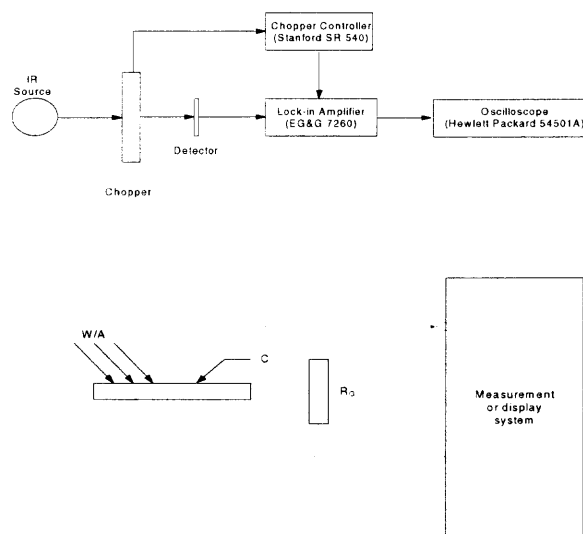 Chopper Controller
(Stanford SR 540)
IR
Source
Lock-in Amplifier
(EG&G 7260)
Oscilloscope
(Hewlett Packard 54501A)
Detector
Chopper
W/A
C
RG
Measurement
or display
system